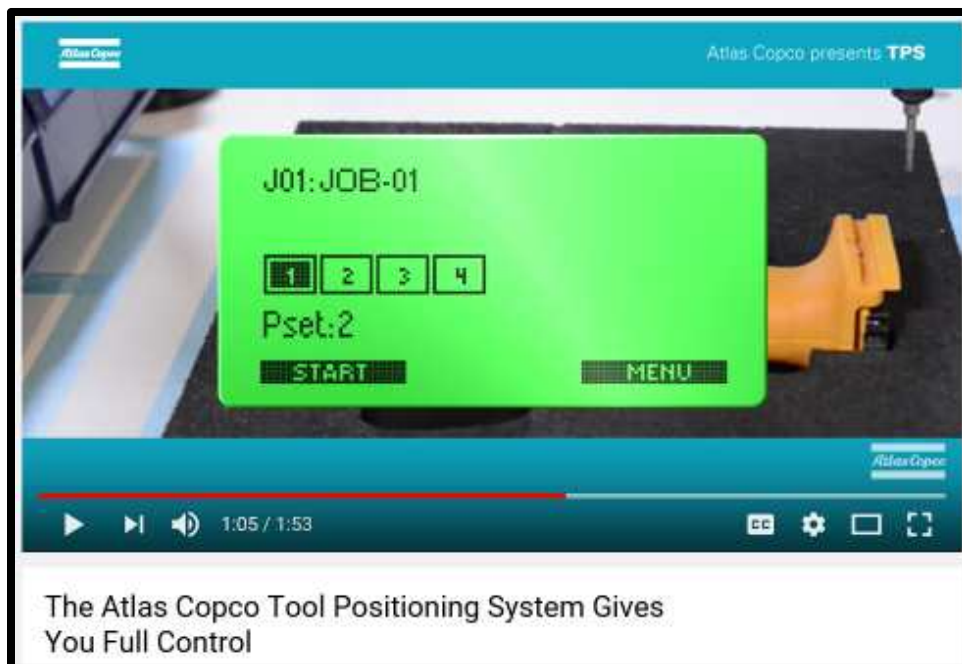 Atlas Copco
Atlas Copco presents TPS
J01:JOB-01
1 2 3 4
Pset:2
START MENU
Atlas Copco
1:05 / 1:53
CC
The Atlas Copco Tool Positioning System Gives
You Full Control